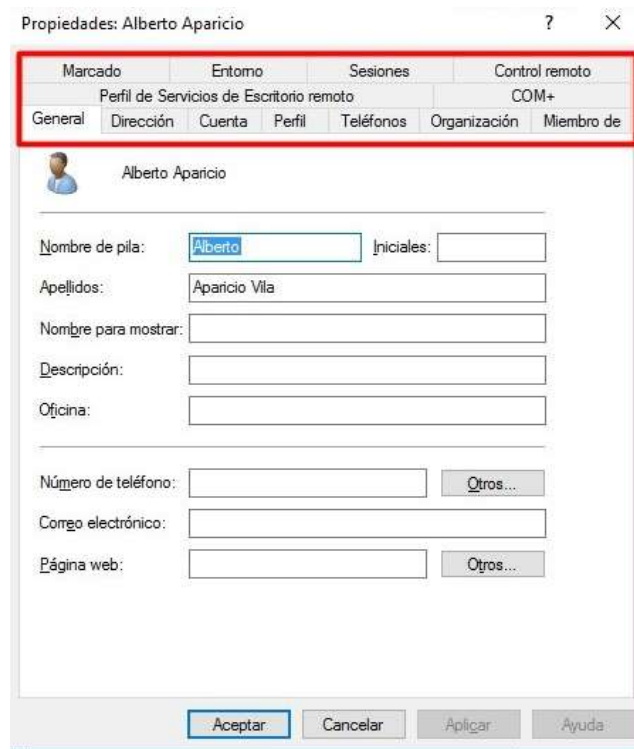 Propiedades: Alberto Aparicio ? X
Marcado Entorno Sesiones Control remoto
Perfil de Servicios de Escritorio remoto COM+
General Dirección Cuenta Perfil Teléfonos Organización Miembro de
Alberto Aparicio
Nombre de pila: Alberto Iniciales:
Apellidos: Aparicio Vila
Nombre para mostrar:
Descripción:
Oficina:
Número de teléfono: Otros...
Correo electrónico:
Página web: Otros...
Aceptar Cancelar Aplicar Ayuda